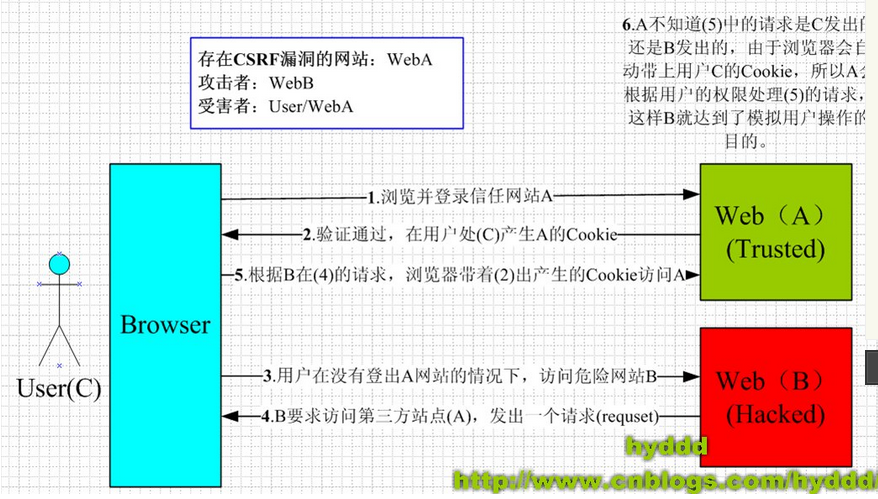 存在CSRF漏洞的网站：WebA
攻击者：WebB
受害者：User/WebA
6.A不知道(5)中的请求是C发出的
还是B发出的，由于浏览器会自
动带上用户C的Cookie，所以A会
根据用户的权限处理(5)的请求，
这样B就达到了模拟用户操作的
目的。
1.浏览并登录信任网站A
2.验证通过，在用户处(C)产生A的Cookie
5.根据B在(4)的请求，浏览器带着(2)出产生的Cookie访问A
3.用户在没有登出A网站的情况下，访问危险网站B
4.B要求访问第三方站点(A)，发出一个请求(requset)
User(C)
Browser
Web（A）
(Trusted)
Web（B）
(Hacked)
hyddd
http://www.cnblogs.com/hyddd/